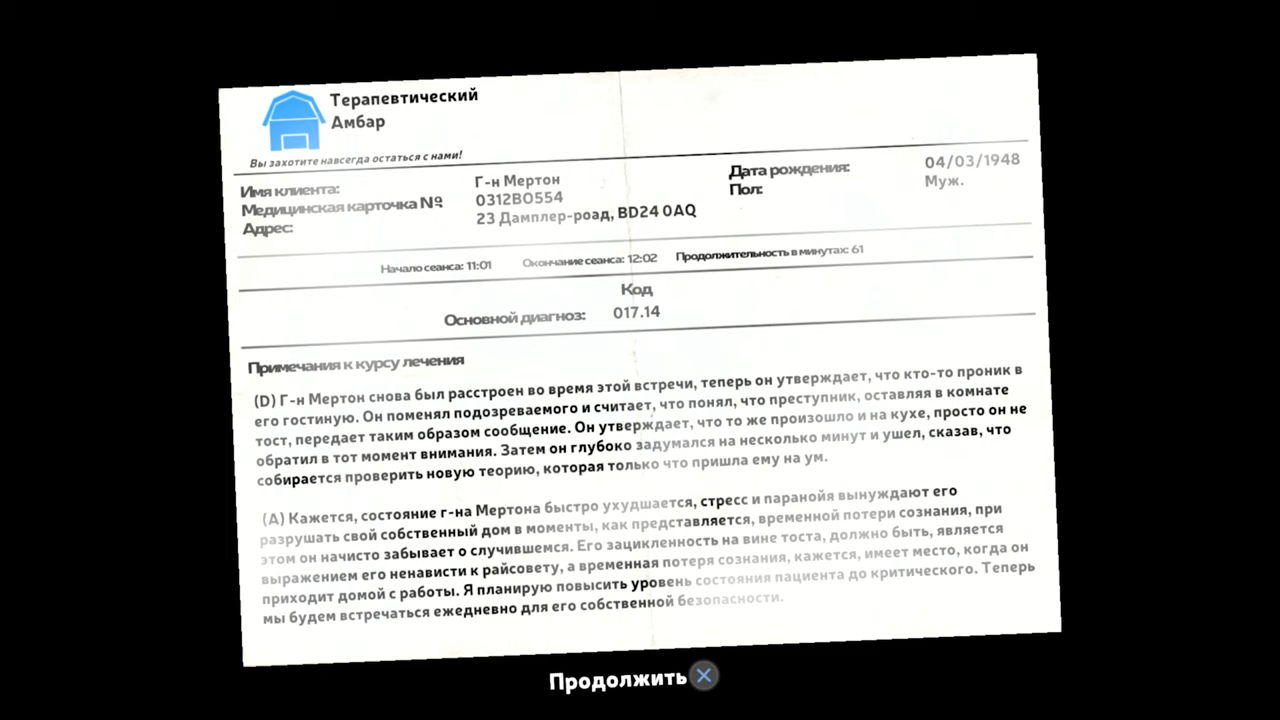 Терапевтический
Амбар
Вы захотите навсегда остаться с нами!
Имя клиента: Г-н Мертон Дата рождения: 04/03/1948
Медицинская карточка № 0312BO554 Пол: Муж.
Адрес: 23 Дамплер-роад, BD24 0AQ
Начало сеанса: 11:01 Окончание сеанса: 12:02 Продолжительность в минутах: 61
Код
Основной диагноз: 017.14
Примечания к курсу лечения
(D) Г-н Мертон снова был расстроен во время этой встречи, теперь он утверждает, что кто-то проник в
его гостиную. Он поменял подозреваемого и считает, что понял, что преступник, оставляя в комнате
тост, передает таким образом сообщение. Он утверждает, что то же произошло и на кухе, просто он не
обратил в тот момент внимания. Затем он глубоко задумался на несколько минут и ушел, сказав, что
собирается проверить новую теорию, которая только что пришла ему на ум.
(A) Кажется, состояние г-на Мертона быстро ухудшается, стресс и паранойя вынуждают его
разрушать свой собственный дом в моменты, как представляется, временной потери сознания, при
этом он начисто забывает о случившемся. Его зацикленность на вине тоста, должно быть, является
выражением его ненависти к райсовету, а временная потеря сознания, кажется, имеет место, когда он
приходит домой с работы. Я планирую повысить уровень состояния пациента до критического. Теперь
мы будем встречаться ежедневно для его собственной безопасности.
Продолжить